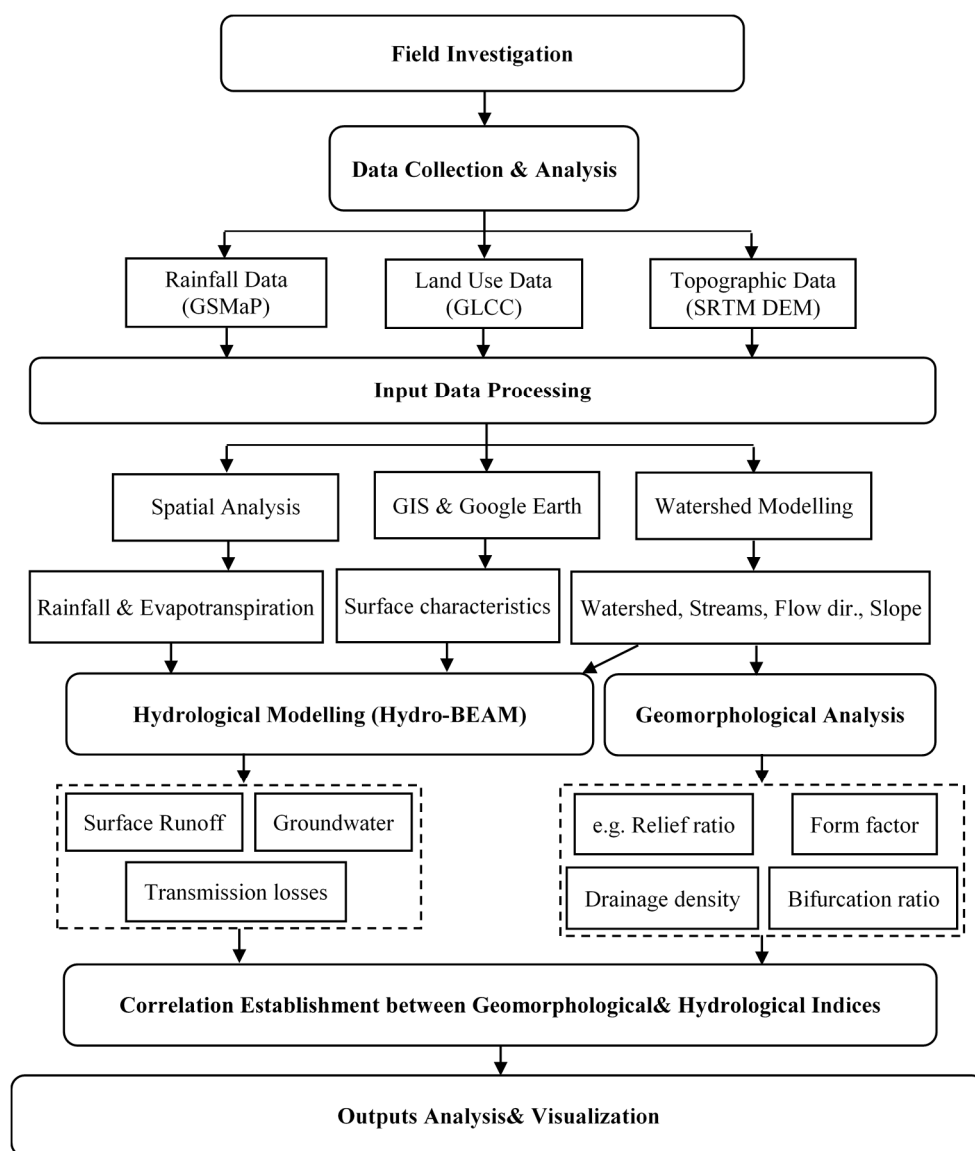 Field Investigation
Data Collection & Analysis
Rainfall Data
(GSMaP)
Land Use Data
(GLCC)
Topographic Data
(SRTM DEM)
Input Data Processing
Spatial Analysis
GIS & Google Earth
Watershed Modelling
Rainfall & Evapotranspiration
Surface characteristics
Watershed, Streams, Flow dir., Slope
Hydrological Modelling (Hydro-BEAM)
Geomorphological Analysis
Surface Runoff
Groundwater
Transmission losses
e.g. Relief ratio
Form factor
Drainage density
Bifurcation ratio
Correlation Establishment between Geomorphological& Hydrological Indices
Outputs Analysis& Visualization